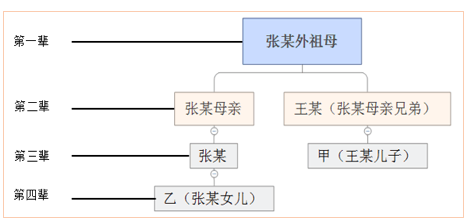 第一辈
张某外祖母
第二辈
张某母亲
王某（张某母亲兄弟）
第三辈
张某
甲（王某儿子）
第四辈
乙（张某女儿）